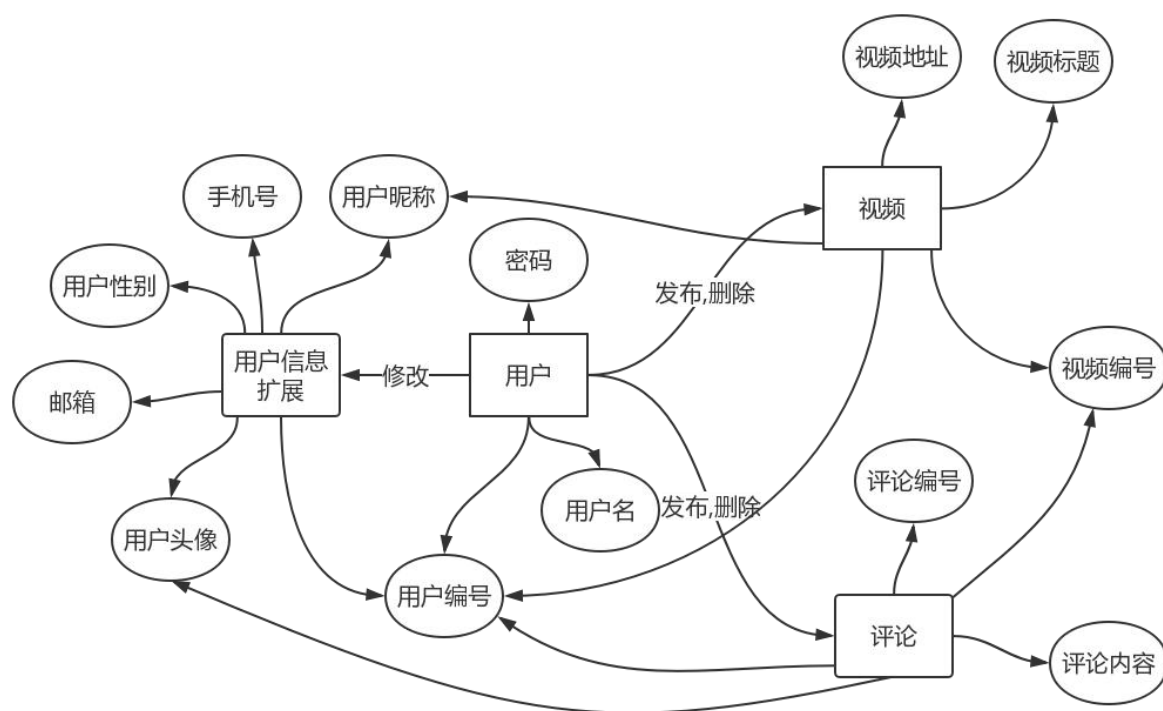 视频地址
视频标题
手机号
用户昵称
视频
用户性别
密码
发布,删除
用户信息
扩展
修改
用户
视频编号
邮箱
评论编号
用户名
发布,删除
用户头像
用户编号
评论
评论内容